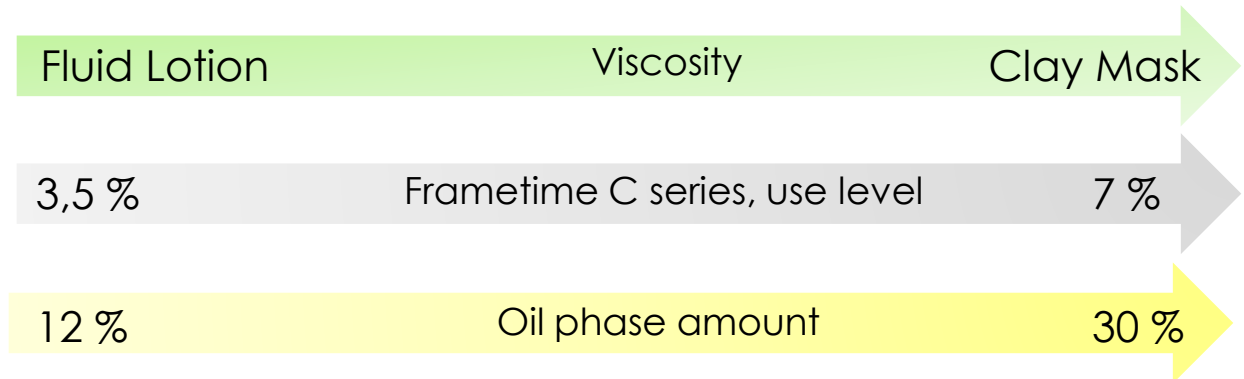 Fluid Lotion Viscosity Clay Mask
3,5 % Frametime C series, use level 7 %
12 % Oil phase amount 30 %